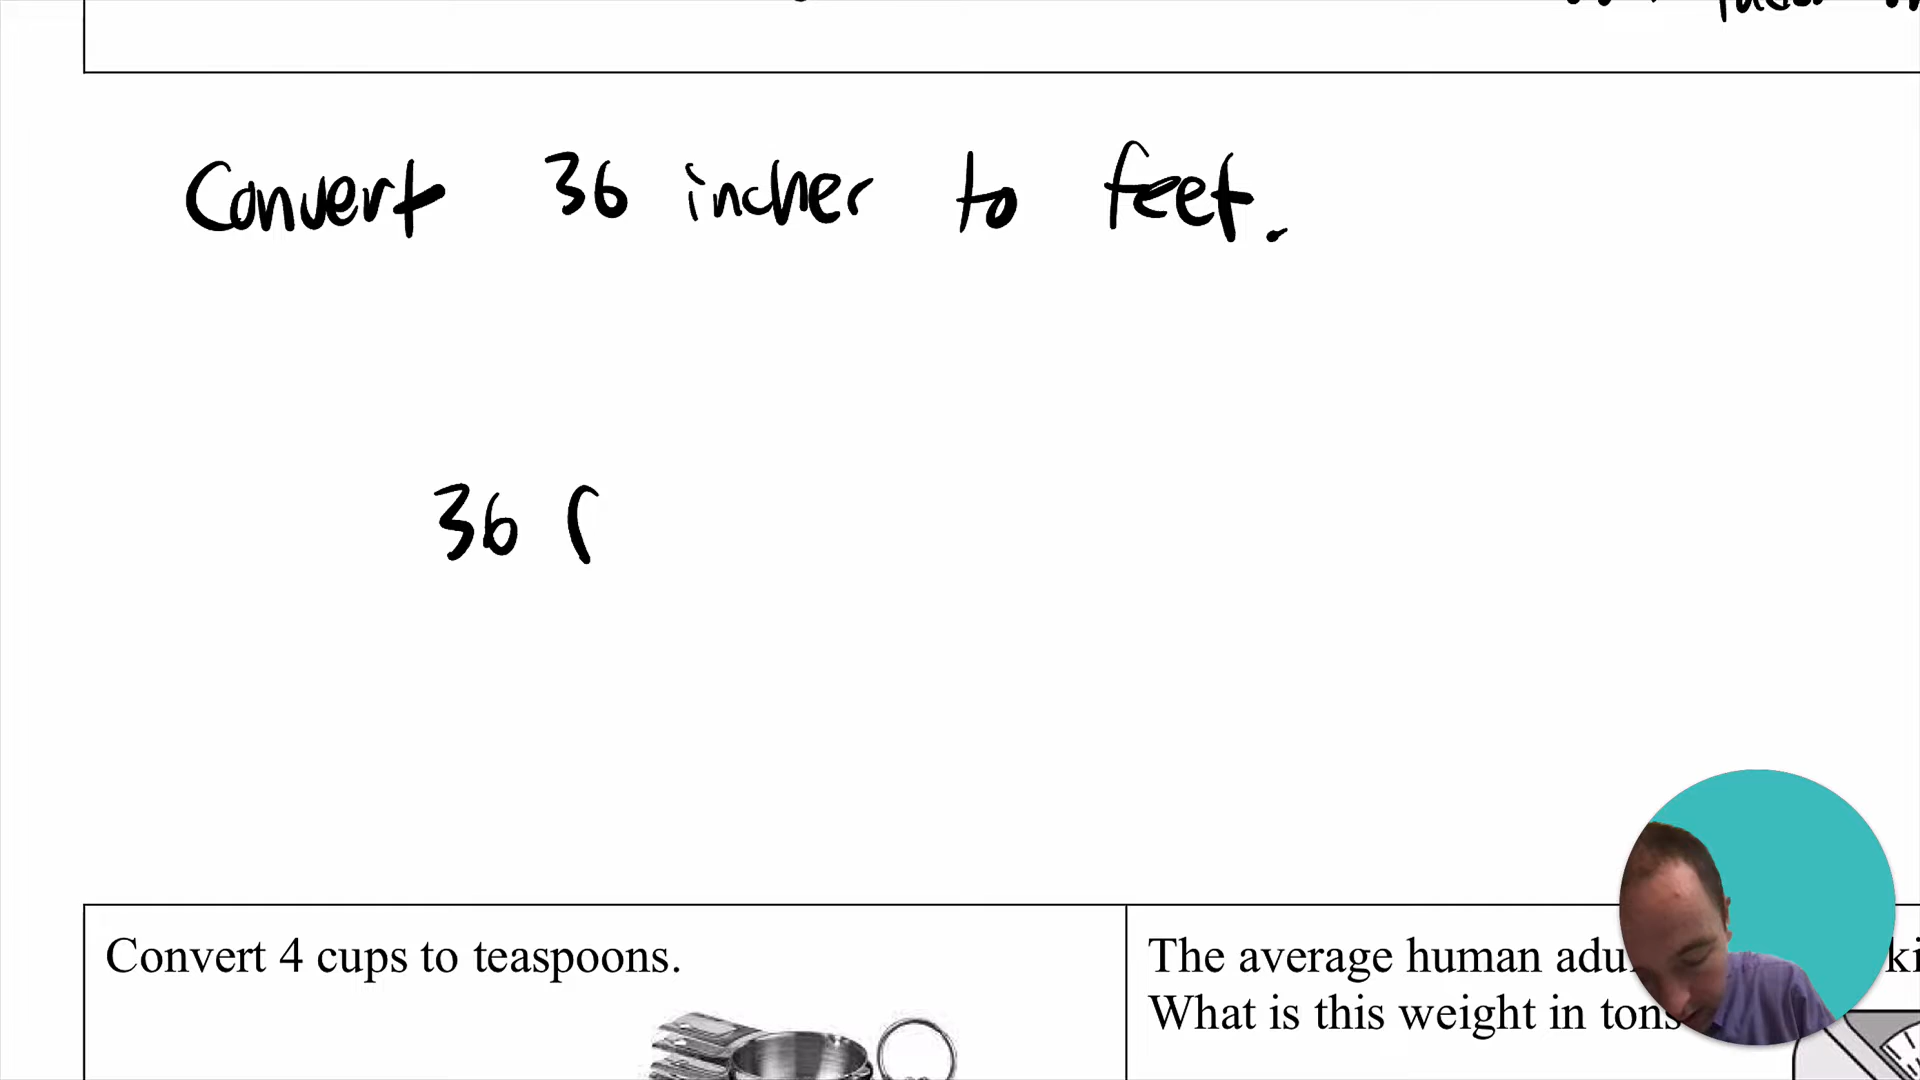 Convert 36 inches to feet.
36 (
Convert 4 cups to teaspoons.
The average human
What is this weight in tons